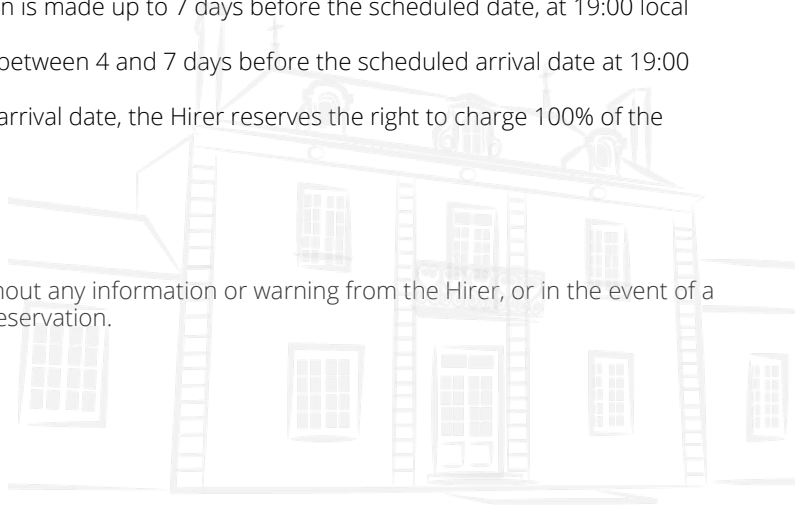 n is made up to 7 days before the scheduled date, at 19:00 local
between 4 and 7 days before the scheduled arrival date at 19:00
arrival date, the Hirer reserves the right to charge 100% of the
hout any information or warning from the Hirer, or in the event of a
eservation.